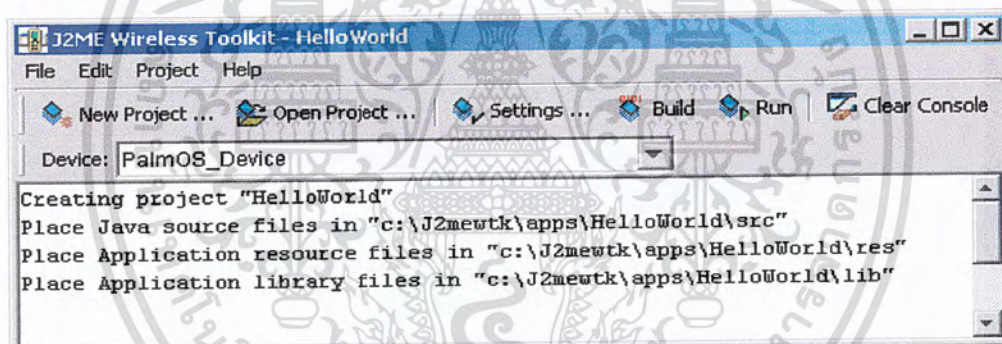 J2ME Wireless Toolkit - HelloWorld
File Edit Project Help
New Project ... Open Project ... Settings ... Build Run Clear Console
Device: PalmOS_Device
Creating project "HelloWorld"
Place Java source files in "c:\J2mewtk\apps\HelloWorld\src"
Place Application resource files in "c:\J2mewtk\apps\HelloWorld\res"
Place Application library files in "c:\J2mewtk\apps\HelloWorld\lib"